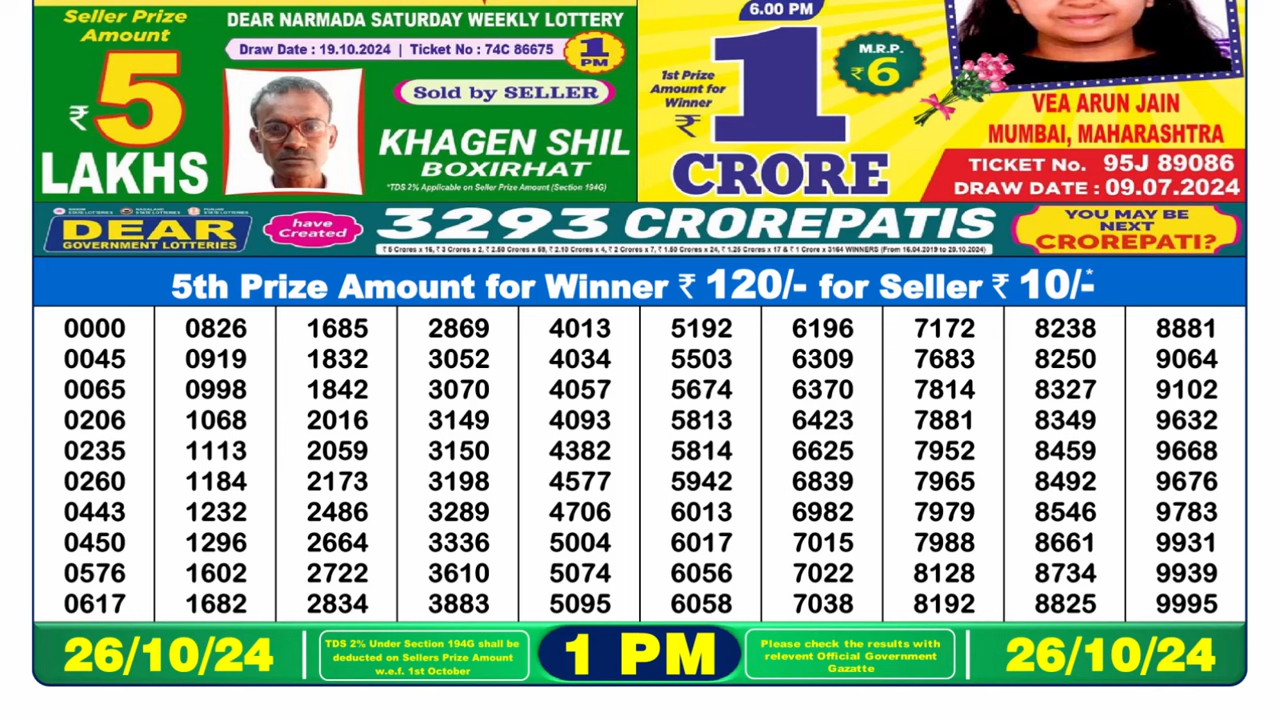 Seller Prize
Amount
₹ 5
LAKHS
DEAR NARMADA SATURDAY WEEKLY LOTTERY
Draw Date : 19.10.2024 | Ticket No : 74C 86675
1
PM
Sold by SELLER
KHAGEN SHIL
BOXIRHAT
*TDS 2% Applicable on Seller Prize Amount (Section 194G)
6.00 PM
1st Prize
Amount for
Winner
₹ 1
CRORE
M.R.P.
₹6
VEA ARUN JAIN
MUMBAI, MAHARASHTRA
TICKET No. 95J 89086
DRAW DATE : 09.07.2024
DEAR
GOVERNMENT LOTTERIES
have
Created
3293 CROREPATIS
YOU MAY BE
NEXT
CROREPATI?
5th Prize Amount for Winner ₹ 120/- for Seller ₹ 10/-*
0000 0826 1685 2869 4013 5192 6196 7172 8238 8881
0045 0919 1832 3052 4034 5503 6309 7683 8250 9064
0065 0998 1842 3070 4057 5674 6370 7814 8327 9102
0206 1068 2016 3149 4093 5813 6423 7881 8349 9632
0235 1113 2059 3150 4382 5814 6625 7952 8459 9668
0260 1184 2173 3198 4577 5942 6839 7965 8492 9676
0443 1232 2486 3289 4706 6013 6982 7979 8546 9783
0450 1296 2664 3336 5004 6017 7015 7988 8661 9931
0576 1602 2722 3610 5074 6056 7022 8128 8734 9939
0617 1682 2834 3883 5095 6058 7038 8192 8825 9995
26/10/24
TDS 2% Under Section 194G shall be
deducted on Sellers Prize Amount
w.e.f. 1st October
1 PM
Please check the results with
relevent Official Government
Gazatte
26/10/24